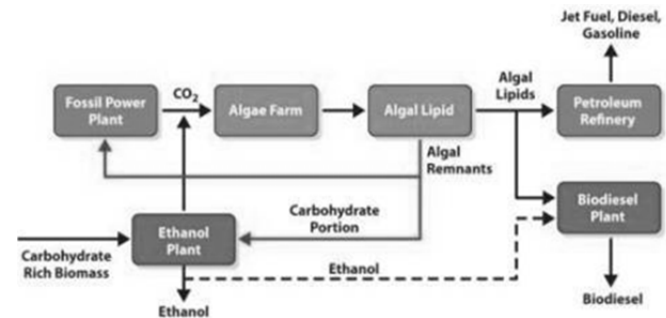 Jet Fuel, Diesel,
Gasoline
CO2
Algal
Lipids
Fossil Power
Plant
Algae Farm
Algal Lipid
Petroleum
Refinery
Algal
Remnants
Carbohydrate
Portion
Biodiesel
Plant
Ethanol
Plant
Carbohydrate
Rich Biomass
Ethanol
Ethanol
Biodiesel